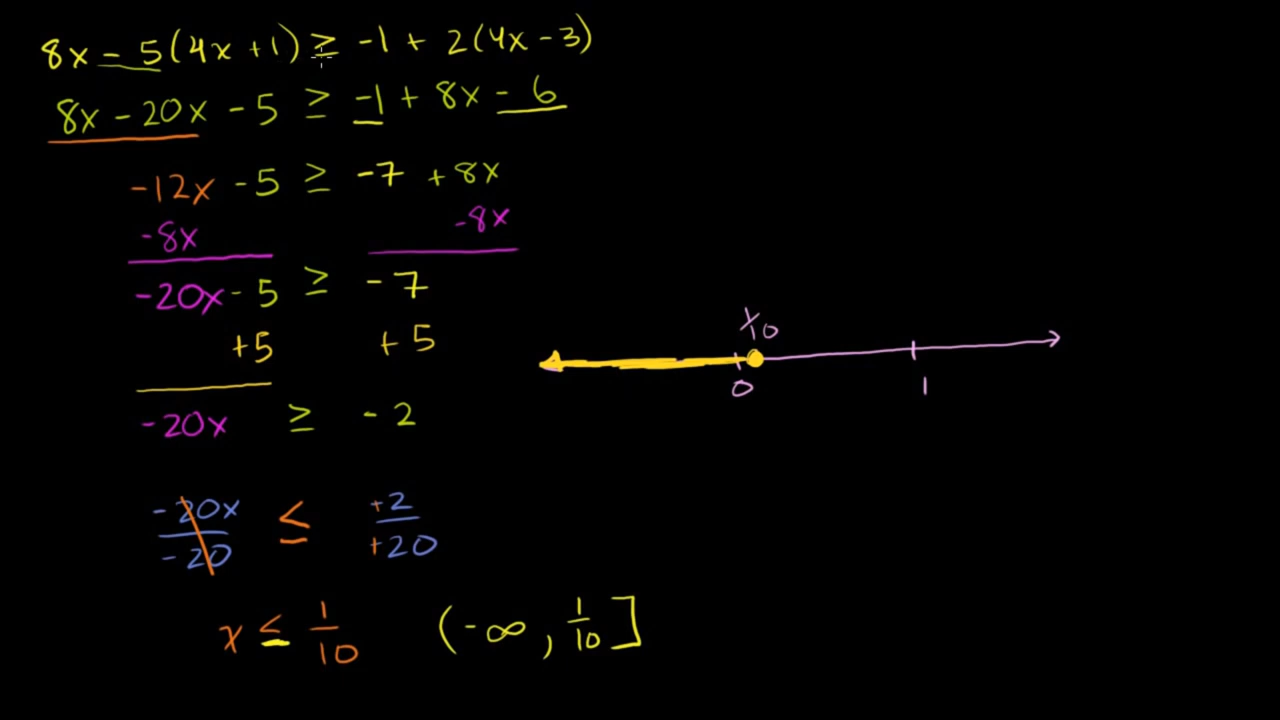 8x - 5(4x + 1) ≥ -1 + 2(4x - 3)
8x - 20x - 5 ≥ -1 + 8x - 6
-12x - 5 ≥ -7 + 8x
-8x -8x
-20x - 5 ≥ -7
+5 +5
-20x ≥ -2
-20x/-20 ≤ +2/+20
x ≤ 1/10 (-∞, 1/10]
1/10
0 1